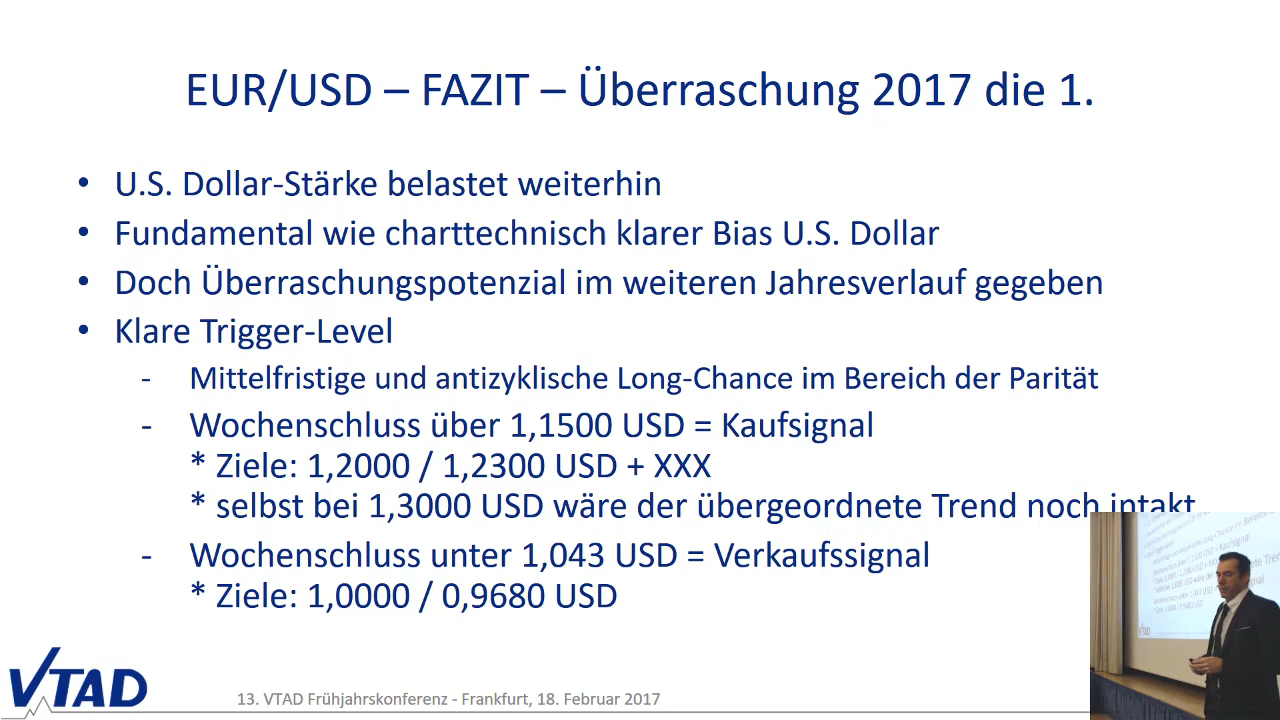 EUR/USD – FAZIT – Überraschung 2017 die 1.
• U.S. Dollar-Stärke belastet weiterhin
• Fundamental wie charttechnisch klarer Bias U.S. Dollar
• Doch Überraschungspotenzial im weiteren Jahresverlauf gegeben
• Klare Trigger-Level
- Mittelfristige und antizyklische Long-Chance im Bereich der Parität
- Wochenschluss über 1,1500 USD = Kaufsignal
* Ziele: 1,2000 / 1,2300 USD + XXX
* selbst bei 1,3000 USD wäre der übergeordnete Trend noch intakt
- Wochenschluss unter 1,043 USD = Verkaufssignal
* Ziele: 1,0000 / 0,9680 USD
VTAD
13. VTAD Frühjahrskonferenz - Frankfurt, 18. Februar 2017